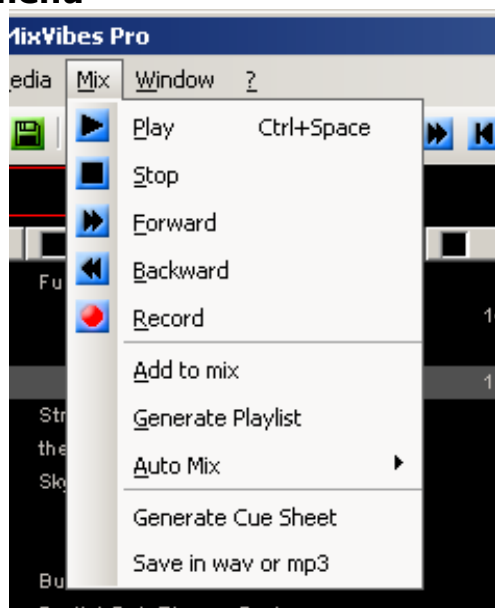 MixVibes Pro
Mix Window ?
Play Ctrl+Space
Stop
Forward
Backward
Record
Add to mix
Generate Playlist
Auto Mix
Generate Cue Sheet
Save in wav or mp3